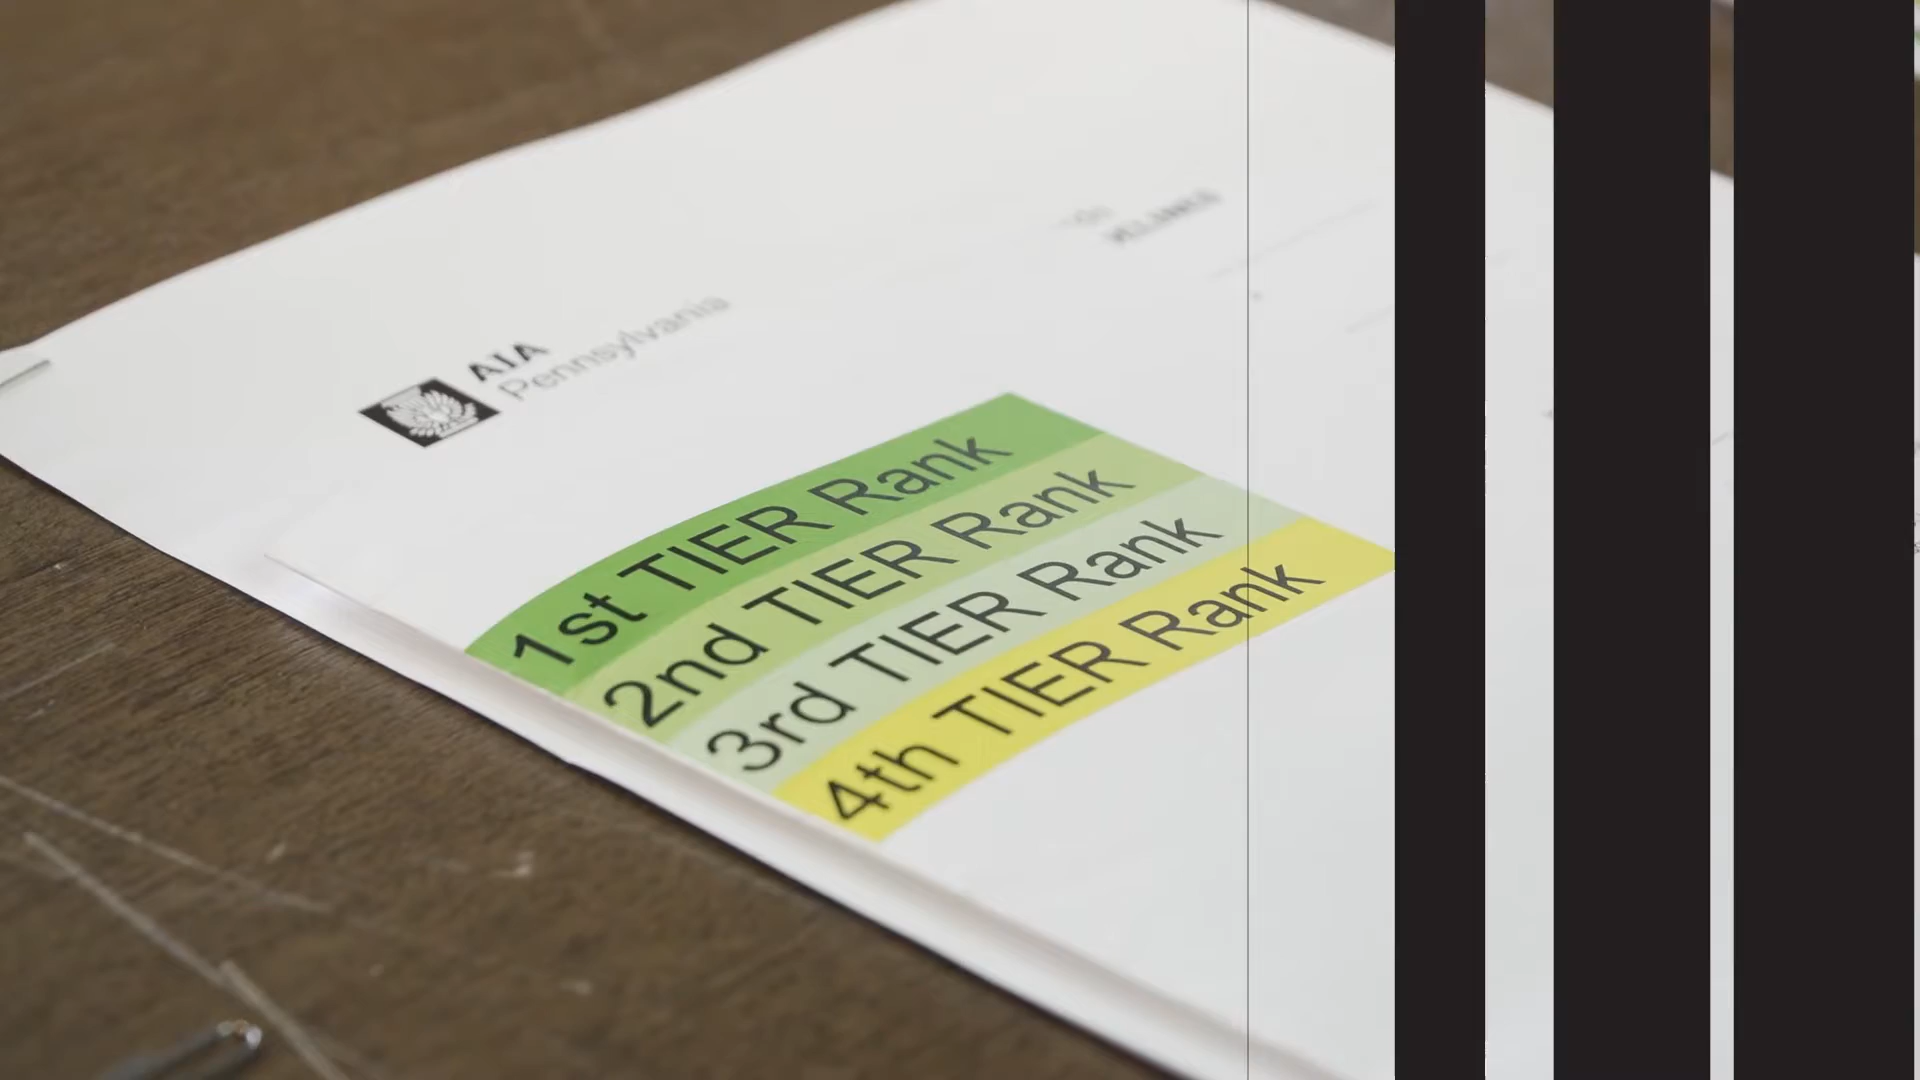 AIA
Pennsylvania
1st TIER Rank
2nd TIER Rank
3rd TIER Rank
4th TIER Rank